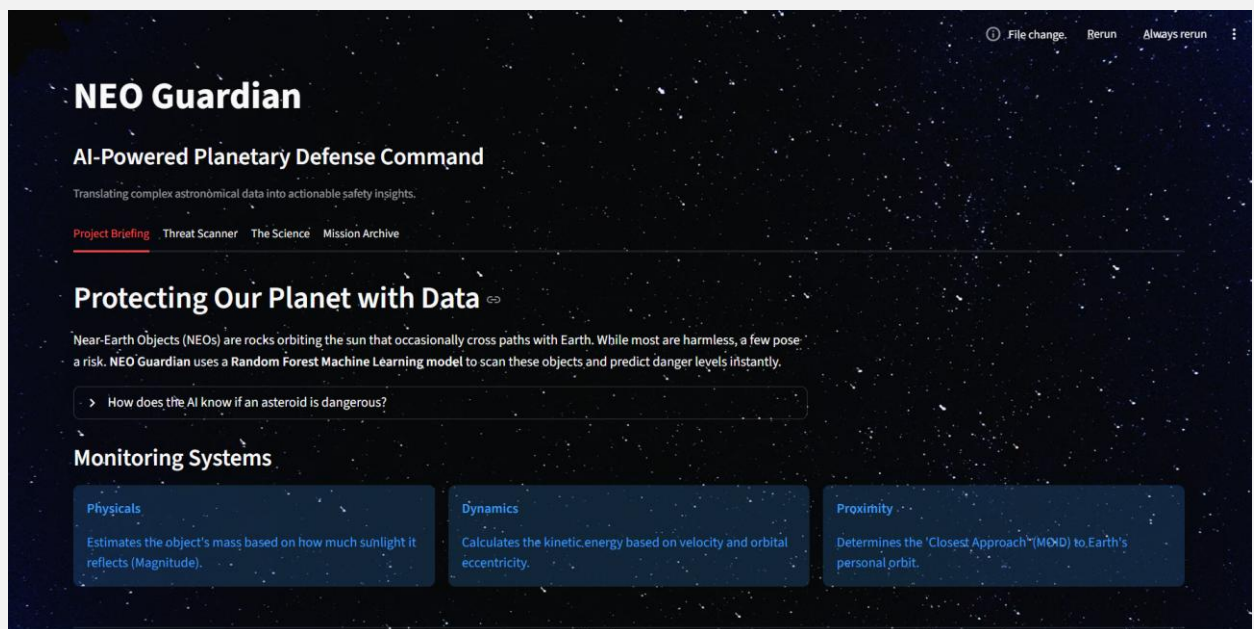 File change. Rerun Always rerun
NEO Guardian
AI-Powered Planetary Defense Command
Translating complex astronomical data into actionable safety insights.
Project Briefing Threat Scanner The Science Mission Archive
Protecting Our Planet with Data
Near-Earth Objects (NEOs) are rocks orbiting the sun that occasionally cross paths with Earth. While most are harmless, a few pose
a risk. NEO Guardian uses a Random Forest Machine Learning model to scan these objects and predict danger levels instantly.
How does the AI know if an asteroid is dangerous?
Monitoring Systems
Physicals
Estimates the object's mass based on how much sunlight it
reflects (Magnitude).
Dynamics
Calculates the kinetic energy based on velocity and orbital
eccentricity.
Proximity
Determines the 'Closest Approach' (MOID) to Earth's
personal orbit.